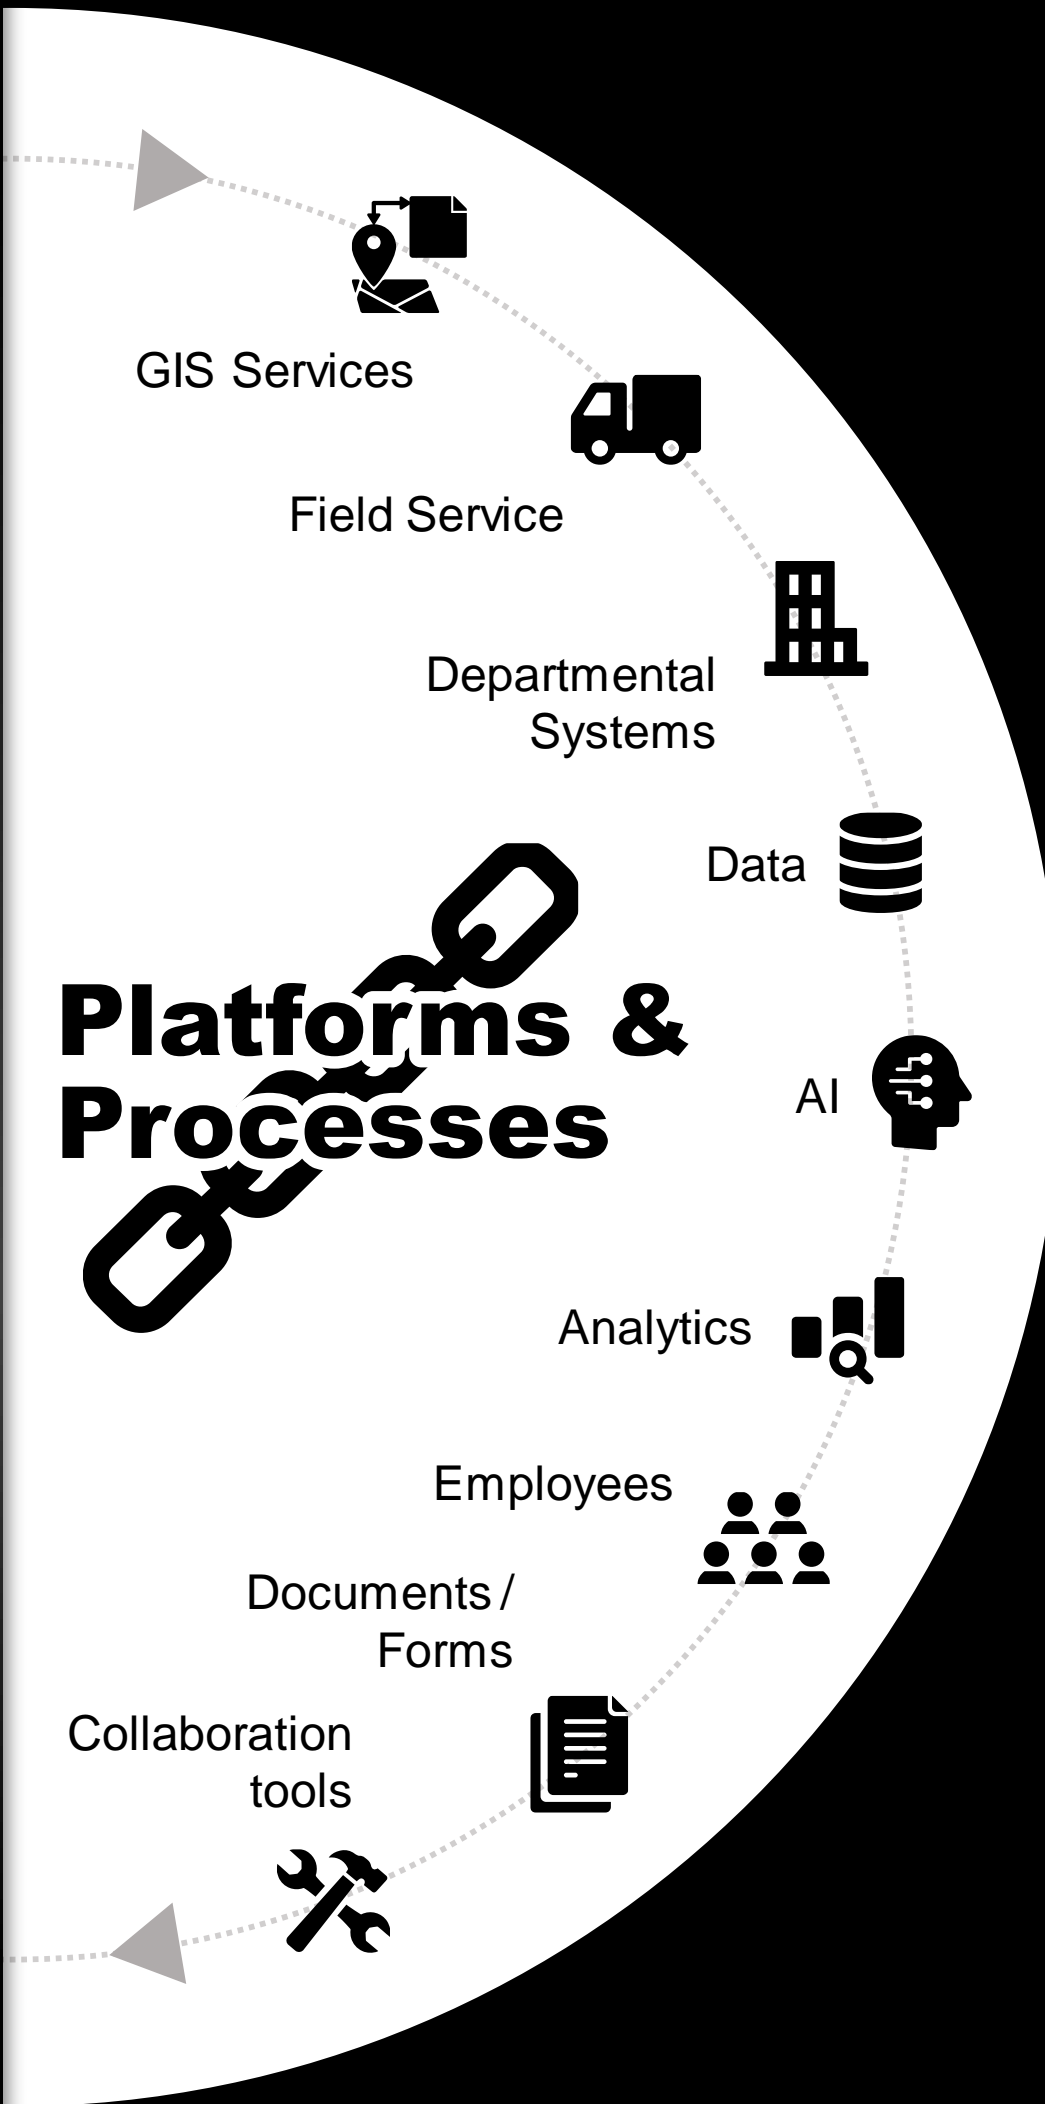 GIS Services
Field Service
Departmental
Systems
Data
Platforms &
Processes
AI
Analytics
Employees
Documents /
Forms
Collaboration
tools